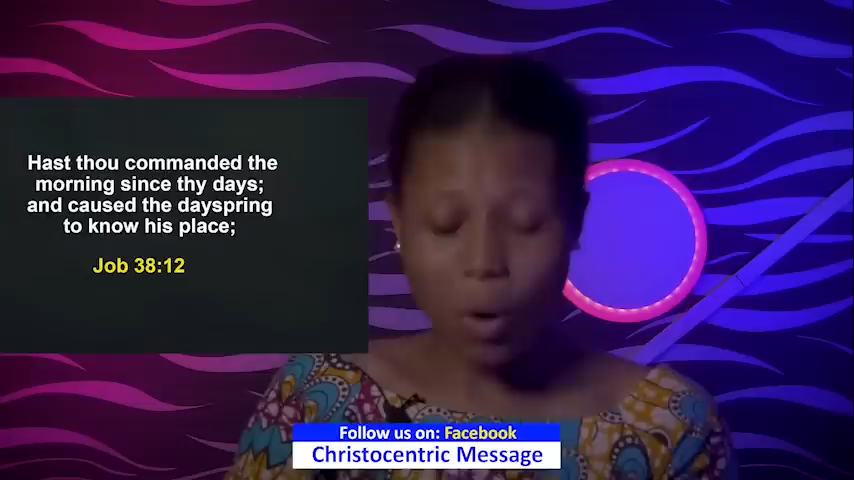 Hast thou commanded the
morning since thy days;
and caused the dayspring
to know his place;
Job 38:12
Follow us on: Facebook
Christocentric Message